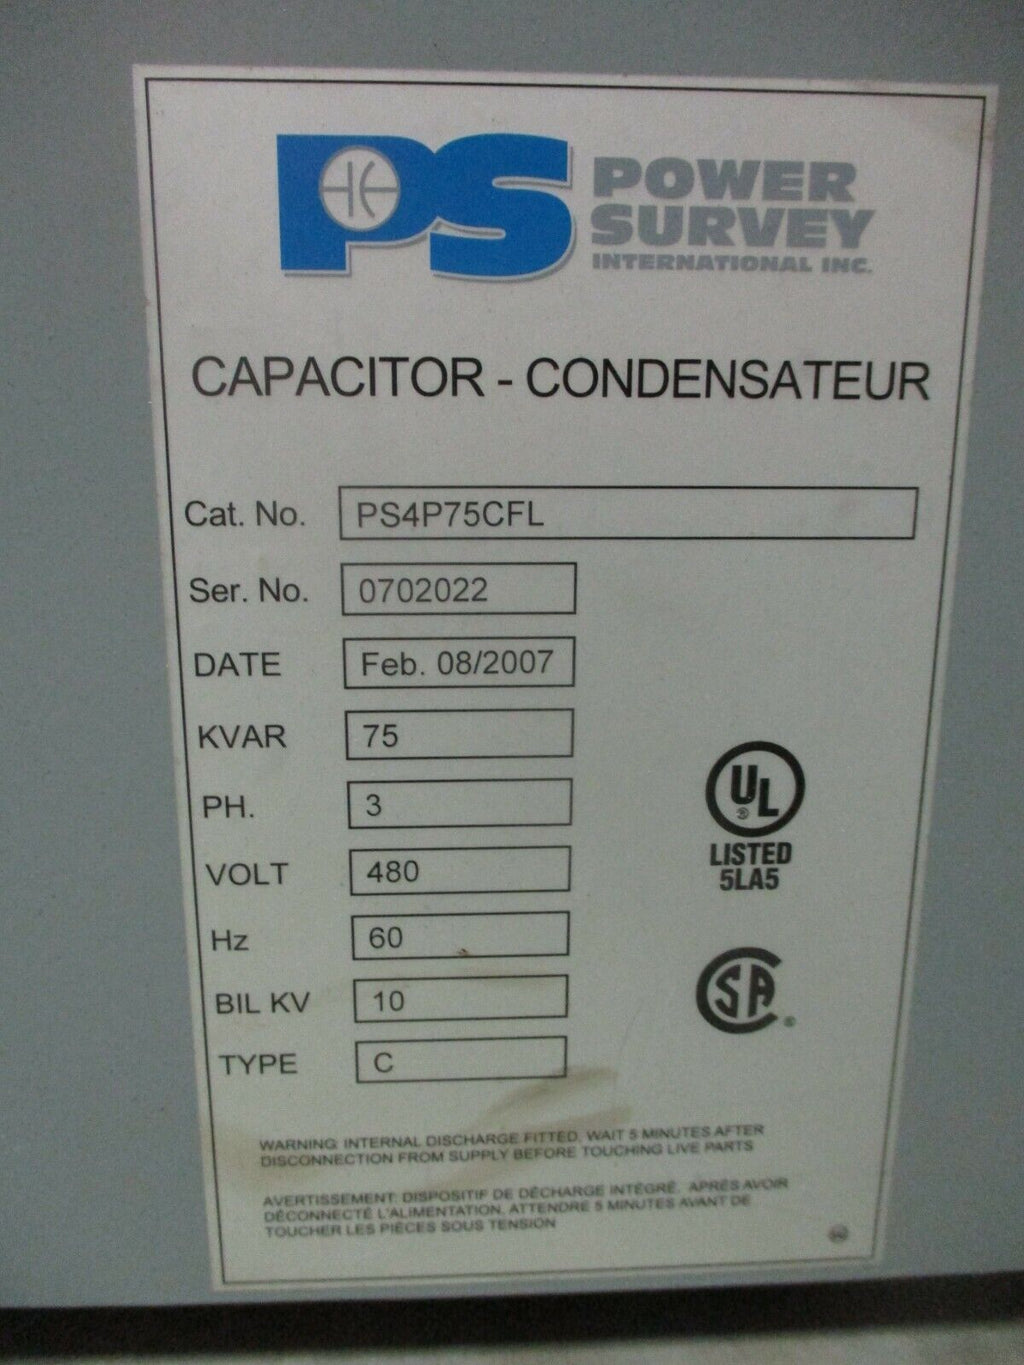 PS
POWER
SURVEY
INTERNATIONAL INC.
CAPACITOR - CONDENSATEUR
Cat. No. PS4P75CFL
Ser. No. 0702022
DATE Feb. 08/2007
KVAR 75
PH. 3
VOLT 480
Hz 60
BIL KV 10
TYPE C
UL
LISTED
5LA5
CSA ®
WARNING: INTERNAL DISCHARGE FITTED. WAIT 5 MINUTES AFTER
DISCONNECTION FROM SUPPLY BEFORE TOUCHING LIVE PARTS
AVERTISSEMENT: DISPOSITIF DE DÉCHARGE INTÉGRÉ. APRÈS AVOIR
DÉCONNECTÉ L'ALIMENTATION, ATTENDRE 5 MINUTES AVANT DE
TOUCHER LES PIÈCES SOUS TENSION